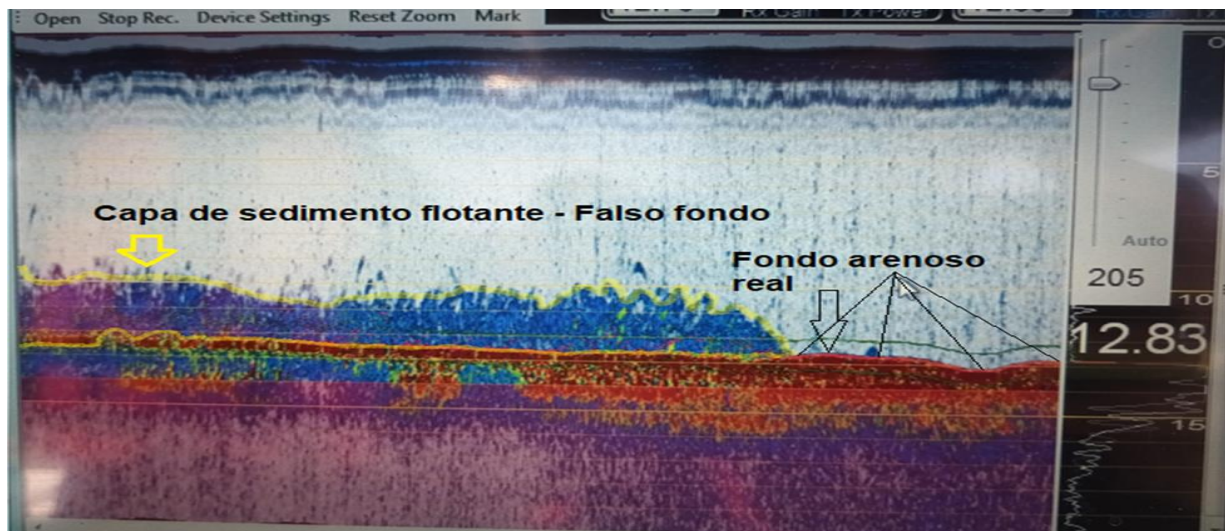 Open Stop Rec. Device Settings Reset Zoom Mark
Rx Gain Tx Power
0
5
Capa de sedimento flotante - Falso fondo
Auto
Fondo arenoso
real
205
10
12.83
15